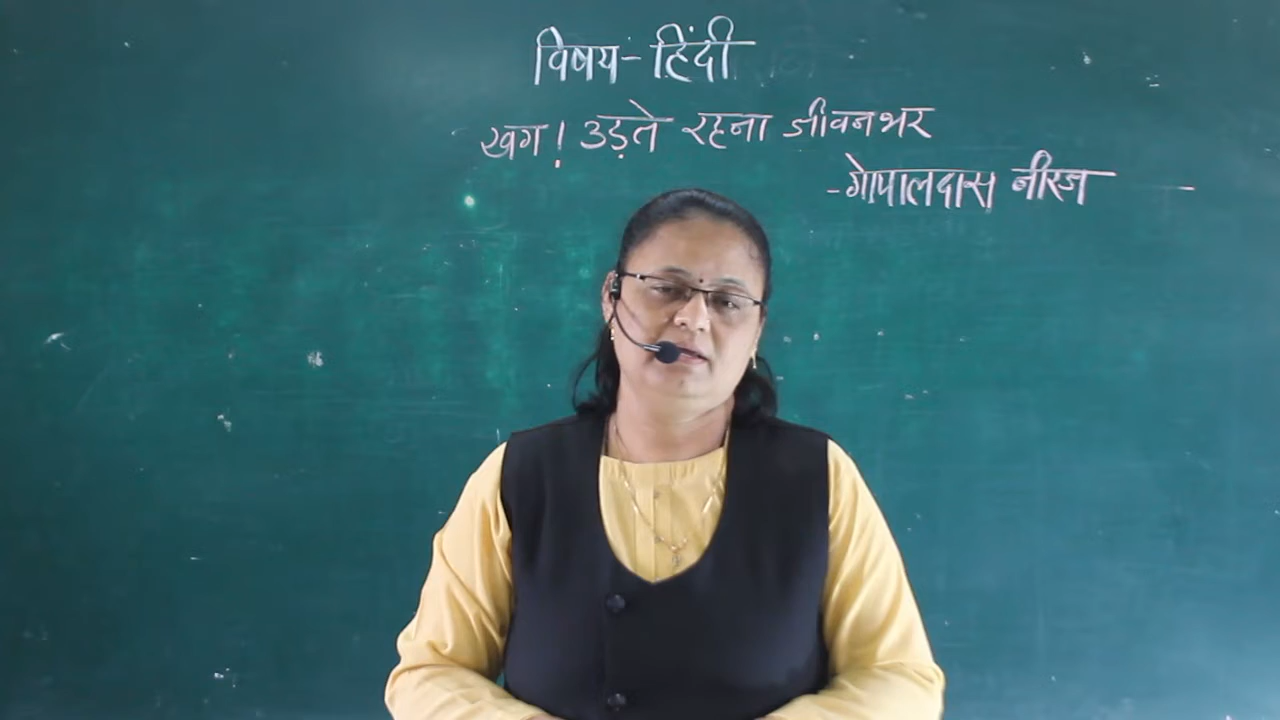 विषय- हिंदी
खग! उड़ते रहना जीवनभर
- गोपालदास नीरज -